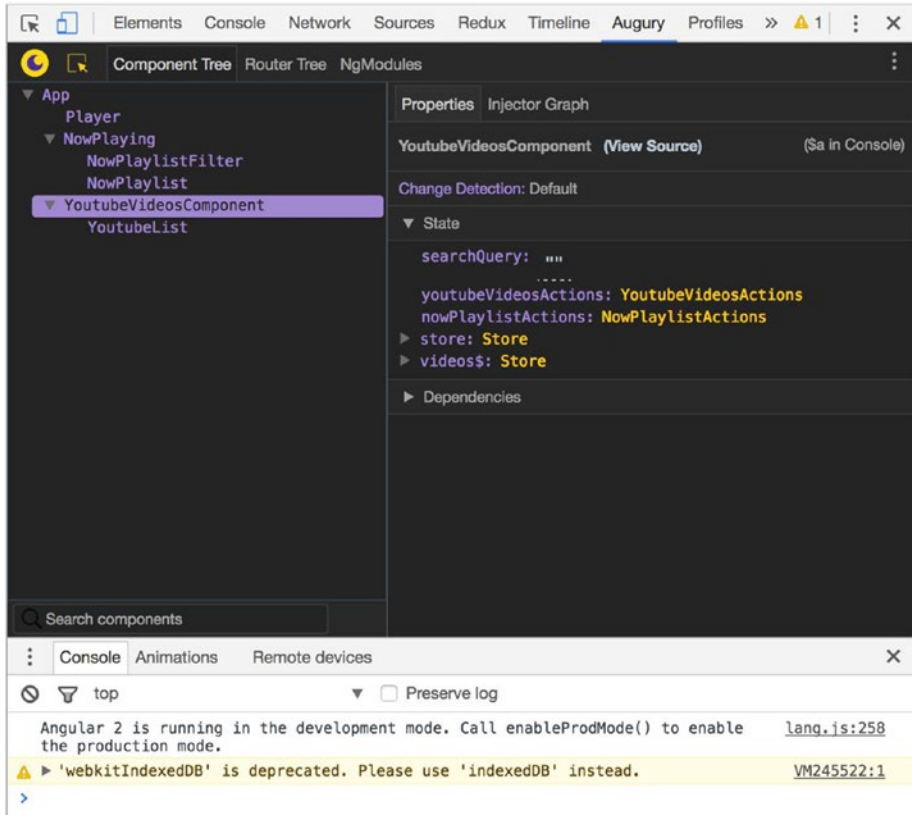 Elements Console Network Sources Redux Timeline Augury Profiles » 1
Component Tree Router Tree NgModules
App
Player
NowPlaying
NowPlaylistFilter
NowPlaylist
YoutubeVideosComponent
YoutubeList
Search components
Properties Injector Graph
YoutubeVideosComponent (View Source) ($a in Console)
Change Detection: Default
State
searchQuery: ""
youtubeVideosActions: YoutubeVideosActions
nowPlaylistActions: NowPlaylistActions
store: Store
videos$: Store
Dependencies
Console Animations Remote devices
top Preserve log
Angular 2 is running in the development mode. Call enableProdMode() to enable lang.js:258
the production mode.
'webkitIndexedDB' is deprecated. Please use 'indexedDB' instead. VM245522:1
>